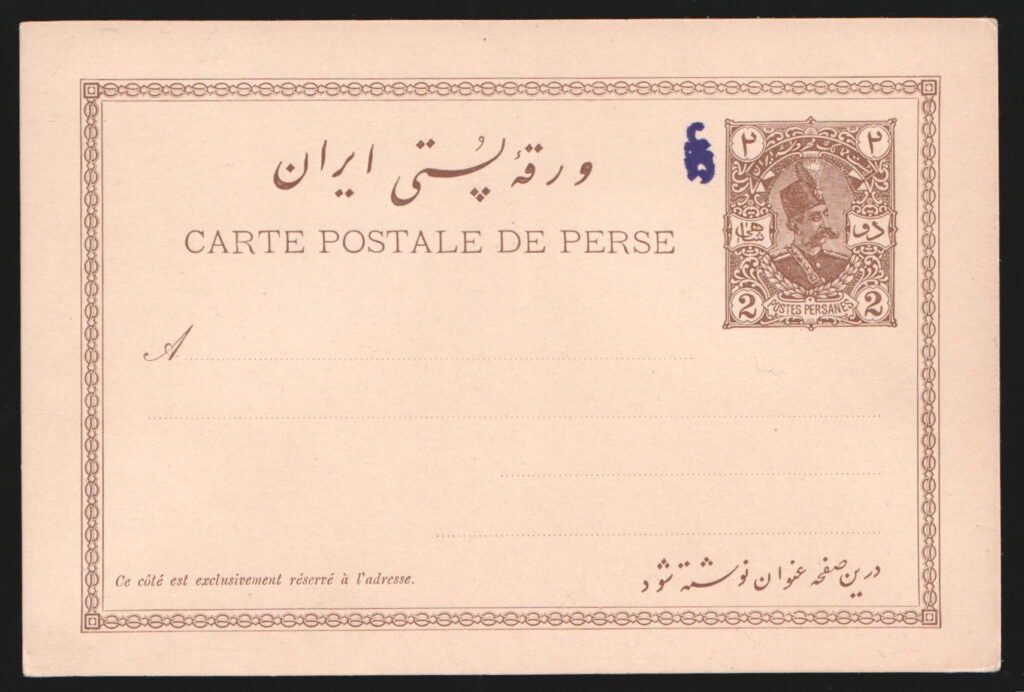 ورقهٔ پُستی ایران
CARTE POSTALE DE PERSE
۲ ۲
دو شاهی
2 POSTES PERSANES 2
A
Ce côté est exclusivement réservé à l'adresse.
درین صفحه عنوان نوشته شود